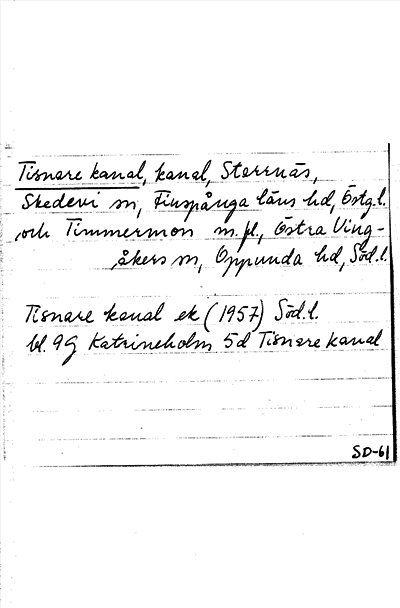 Tisnare kanal, kanal, Storrnäs,
Skedevi sn, Finspånga läns hd, Östg.l.
och Timmermon m.fl., Östra Ving-
åkers sn, Oppunda hd, Söd.l.
Tisnare kanal ek (1957) Söd.l.
bl. 9G Katrineholm 5d Tisnare kanal
SD-61